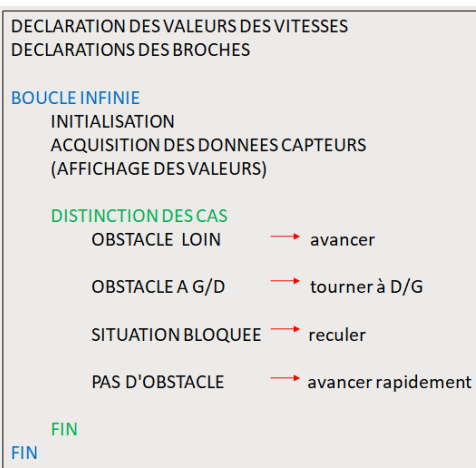 DECLARATION DES VALEURS DES VITESSES
DECLARATIONS DES BROCHES
BOUCLE INFINIE
INITIALISATION
ACQUISITION DES DONNEES CAPTEURS
(AFFICHAGE DES VALEURS)
DISTINCTION DES CAS
OBSTACLE LOIN → avancer
OBSTACLE A G/D → tourner à D/G
SITUATION BLOQUEE → reculer
PAS D'OBSTACLE → avancer rapidement
FIN
FIN